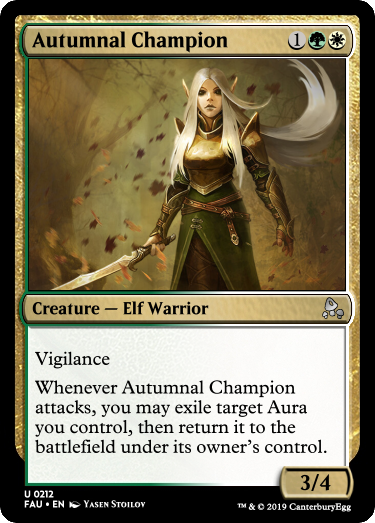 Autumnal Champion 1
Creature — Elf Warrior
Vigilance
Whenever Autumnal Champion
attacks, you may exile target Aura
you control, then return it to the
battlefield under its owner's control.
3/4
U 0212
FAU • EN Yasen Stoilov
™ & © 2019 CanterburyEgg